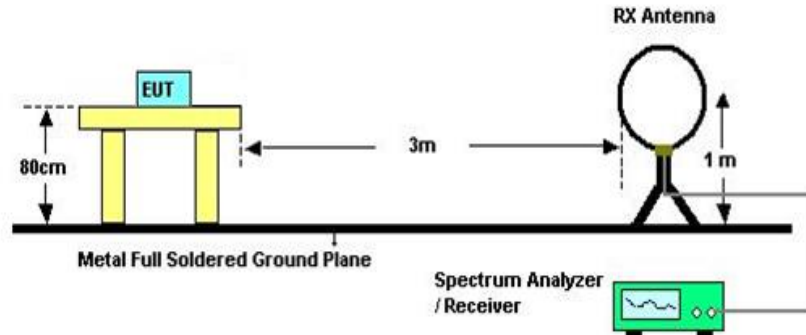 RX Antenna
EUT
3m
80cm
1 m
Metal Full Soldered Ground Plane
Spectrum Analyzer
/ Receiver